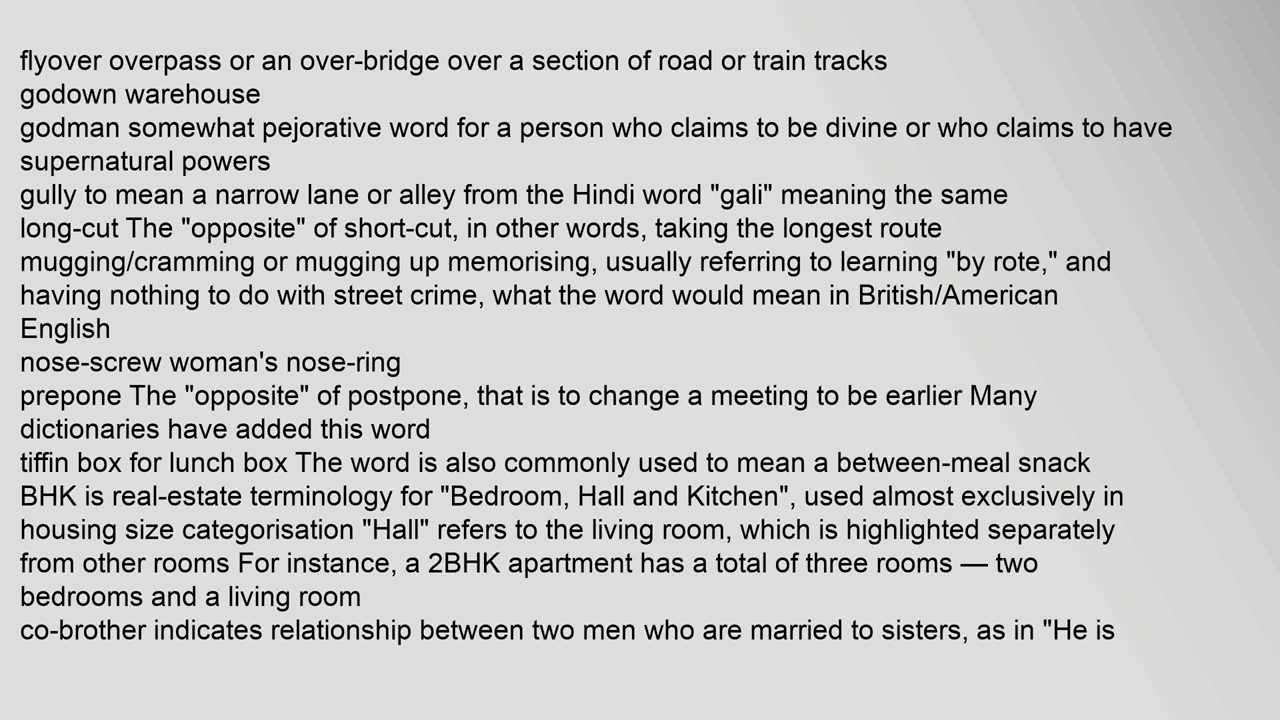 flyover overpass or an over-bridge over a section of road or train tracks
godown warehouse
godman somewhat pejorative word for a person who claims to be divine or who claims to have
supernatural powers
gully to mean a narrow lane or alley from the Hindi word "gali" meaning the same
long-cut The "opposite" of short-cut, in other words, taking the longest route
mugging/cramming or mugging up memorising, usually referring to learning "by rote," and
having nothing to do with street crime, what the word would mean in British/American
English
nose-screw woman's nose-ring
prepone The "opposite" of postpone, that is to change a meeting to be earlier Many
dictionaries have added this word
tiffin box for lunch box The word is also commonly used to mean a between-meal snack
BHK is real-estate terminology for "Bedroom, Hall and Kitchen", used almost exclusively in
housing size categorisation "Hall" refers to the living room, which is highlighted separately
from other rooms For instance, a 2BHK apartment has a total of three rooms — two
bedrooms and a living room
co-brother indicates relationship between two men who are married to sisters, as in "He is